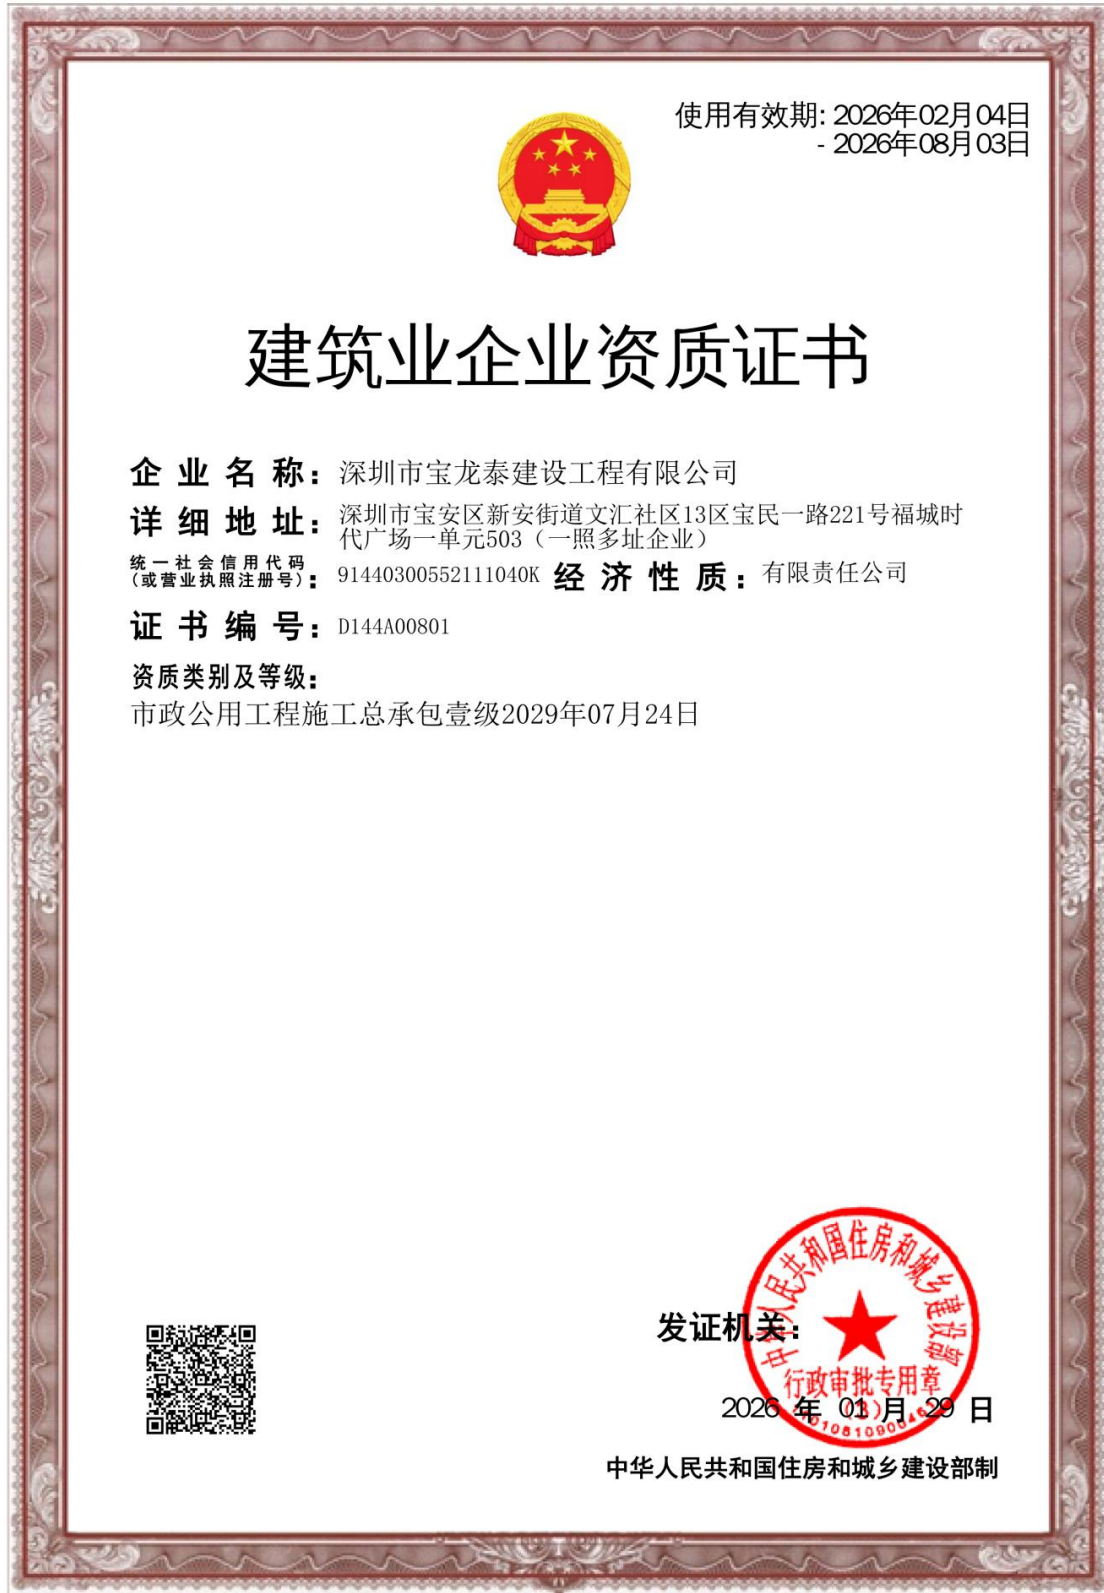 使用有效期: 2026年02月04日
- 2026年08月03日
建筑业企业资质证书
企业名称：深圳市宝龙泰建设工程有限公司
详细地址：深圳市宝安区新安街道文汇社区13区宝民一路221号福城时
代广场一单元503（一照多址企业）
统一社会信用代码
（或营业执照注册号）：91440300552111040K 经济性质：有限责任公司
证书编号：D144A00801
资质类别及等级：
市政公用工程施工总承包壹级2029年07月24日
中华人民共和国住房和城乡建设部
发证机关：
行政审批专用章
2026 年 01 月 29 日
中华人民共和国住房和城乡建设部制